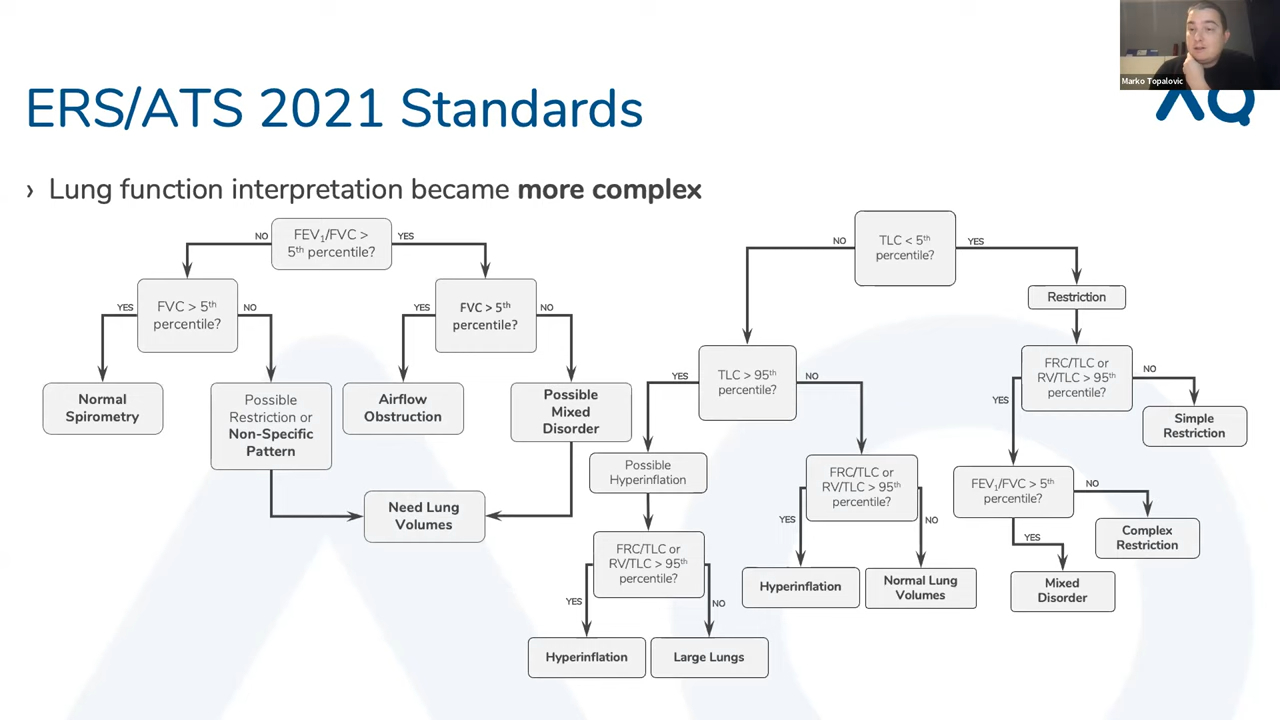 Marko Topalovic
ERS/ATS 2021 Standards
› Lung function interpretation became more complex
NO
FEV₁/FVC >
5ᵗʰ percentile?
YES
YES
FVC > 5ᵗʰ
percentile?
NO
YES
FVC > 5ᵗʰ
percentile?
NO
Normal
Spirometry
Possible
Restriction or
Non-Specific
Pattern
Airflow
Obstruction
Possible
Mixed
Disorder
Need Lung
Volumes
NO
TLC < 5ᵗʰ
percentile?
YES
Restriction
YES
TLC > 95ᵗʰ
percentile?
NO
FRC/TLC or
RV/TLC > 95ᵗʰ
percentile?
NO
YES
Simple
Restriction
Possible
Hyperinflation
FRC/TLC or
RV/TLC > 95ᵗʰ
percentile?
YES
NO
FEV₁/FVC > 5ᵗʰ
percentile?
NO
YES
Complex
Restriction
Mixed
Disorder
Hyperinflation
Normal Lung
Volumes
FRC/TLC or
RV/TLC > 95ᵗʰ
percentile?
YES
NO
Hyperinflation
Large Lungs